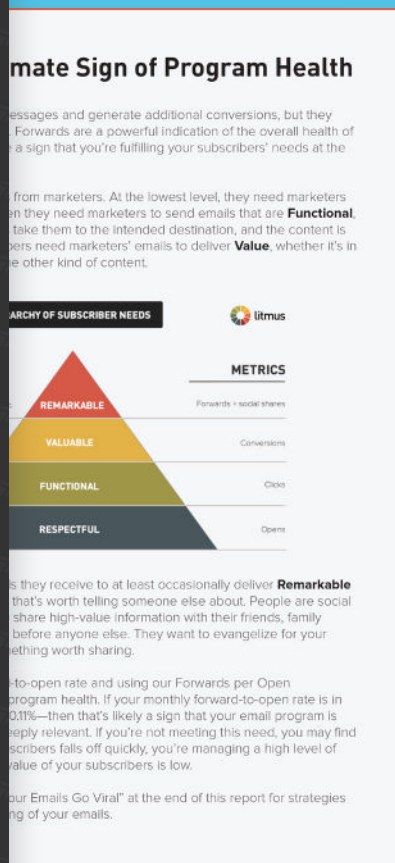 mate Sign of Program Health
essages and generate additional conversions, but they
. Forwards are a powerful indication of the overall health of
a sign that you're fulfilling your subscribers' needs at the
from marketers. At the lowest level, they need marketers
en they need marketers to send emails that are Functional,
take them to the intended destination, and the content is
bers need marketers' emails to deliver Value, whether it's in
ne other kind of content.
ARCHY OF SUBSCRIBER NEEDS
litmus
METRICS
REMARKABLE
Forwards + social shares
VALUABLE
Conversions
FUNCTIONAL
Clicks
RESPECTFUL
Opens
ls they receive to at least occasionally deliver Remarkable
that's worth telling someone else about. People are social
share high-value information with their friends, family
before anyone else. They want to evangelize for your
ething worth sharing.
-to-open rate and using our Forwards per Open
program health. If your monthly forward-to-open rate is in
0.11%—then that's likely a sign that your email program is
eeply relevant. If you're not meeting this need, you may find
scribers falls off quickly, you're managing a high level of
value of your subscribers is low.
our Emails Go Viral" at the end of this report for strategies
ng of your emails.